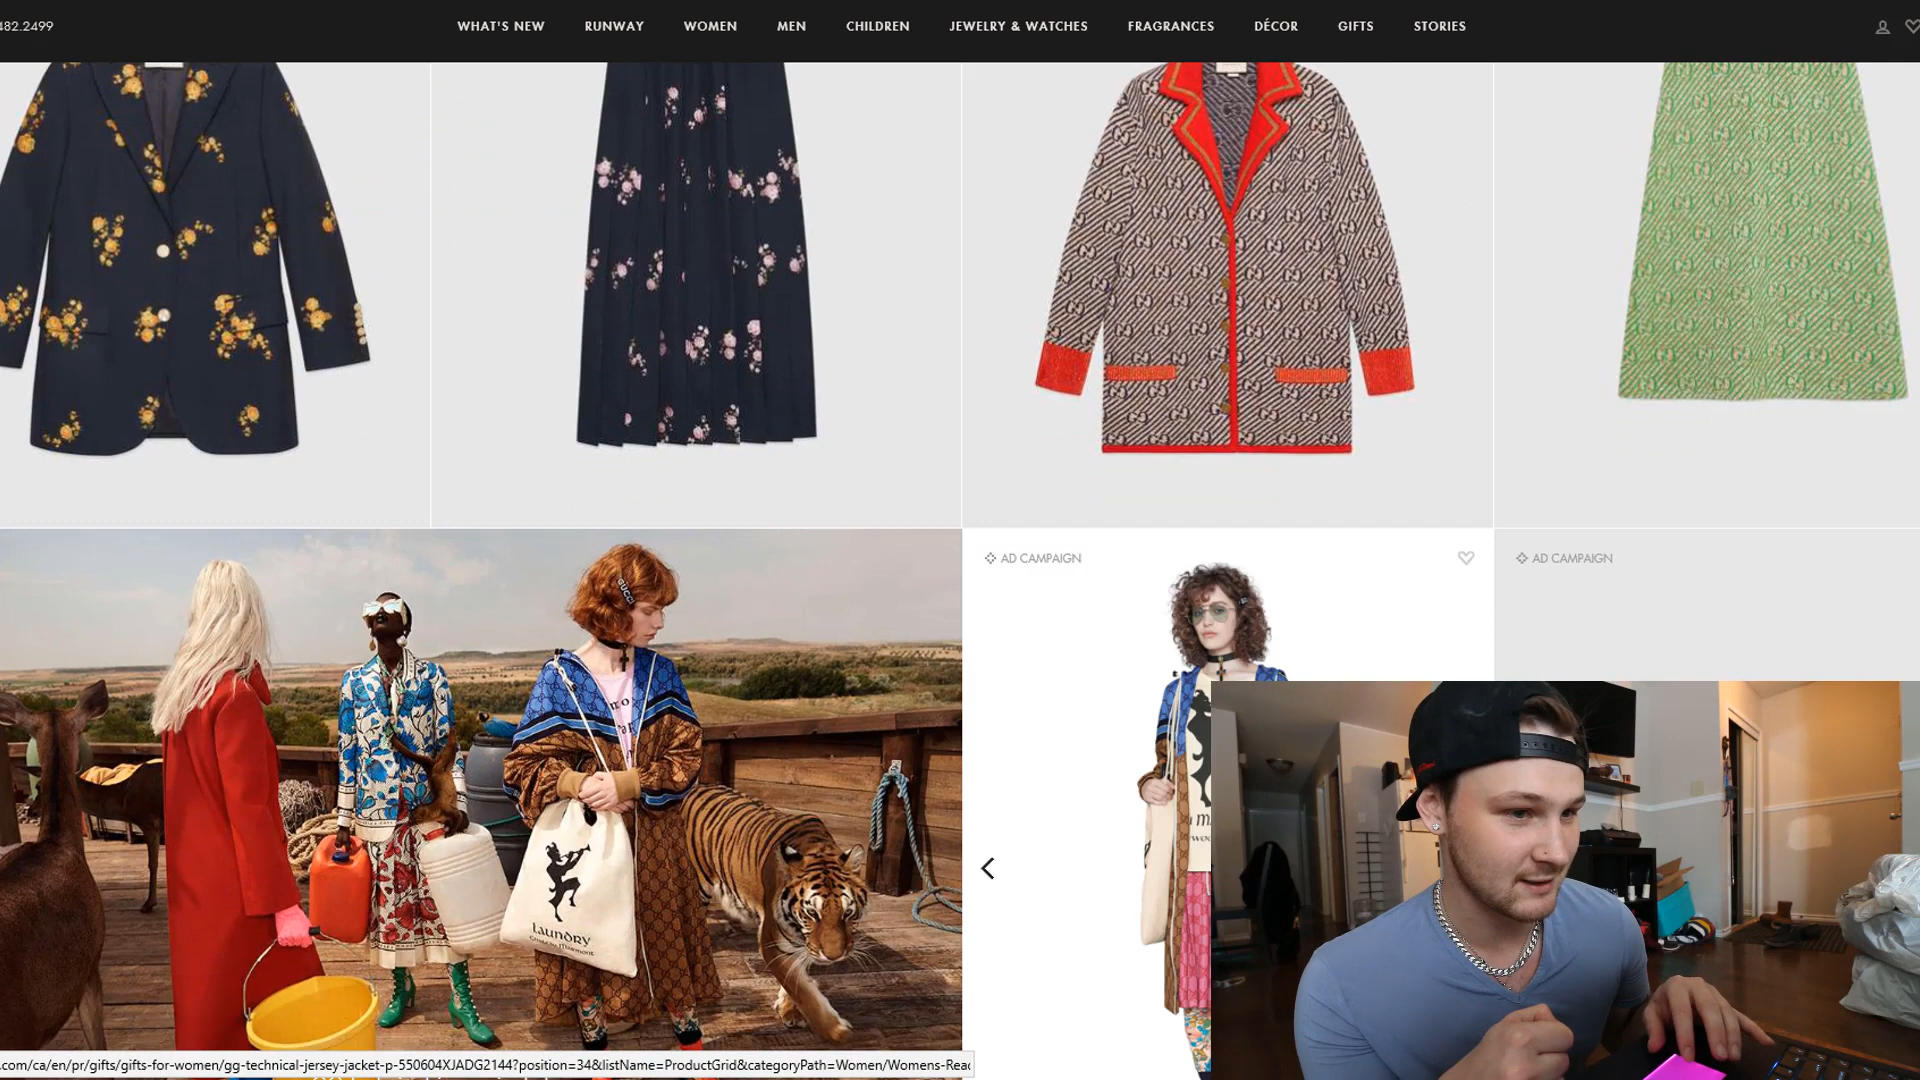 482.2499
WHAT'S NEW
RUNWAY
WOMEN
MEN
CHILDREN
JEWELRY & WATCHES
FRAGRANCES
DÉCOR
GIFTS
STORIES
AD CAMPAIGN
AD CAMPAIGN
GUCCI
Laundry
.com/ca/en/pr/gifts/gifts-for-women/gg-technical-jersey-jacket-p-550604XJADG2144?position=34&listName=ProductGrid&categoryPath=Women/Womens-Rea